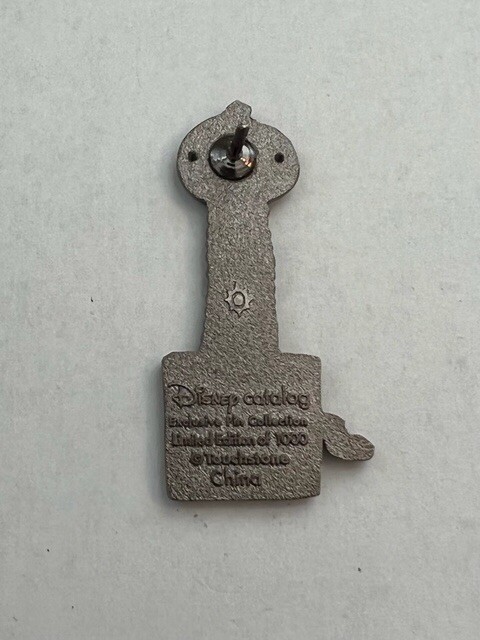 Disney catalog
Exclusive Pin Collection
Limited Edition of 1000
© Touchstone
China